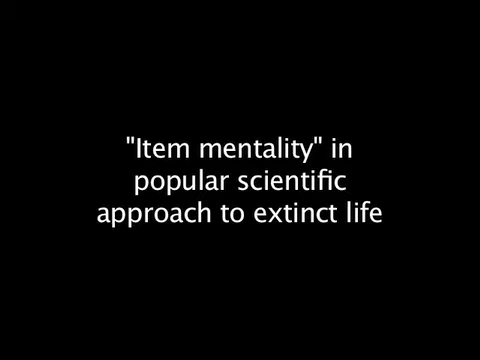 "Item mentality" in
popular scientific
approach to extinct life